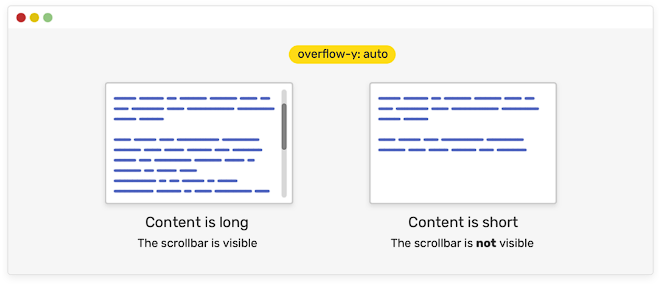 overflow-y: auto
Content is long
The scrollbar is visible
Content is short
The scrollbar is not visible